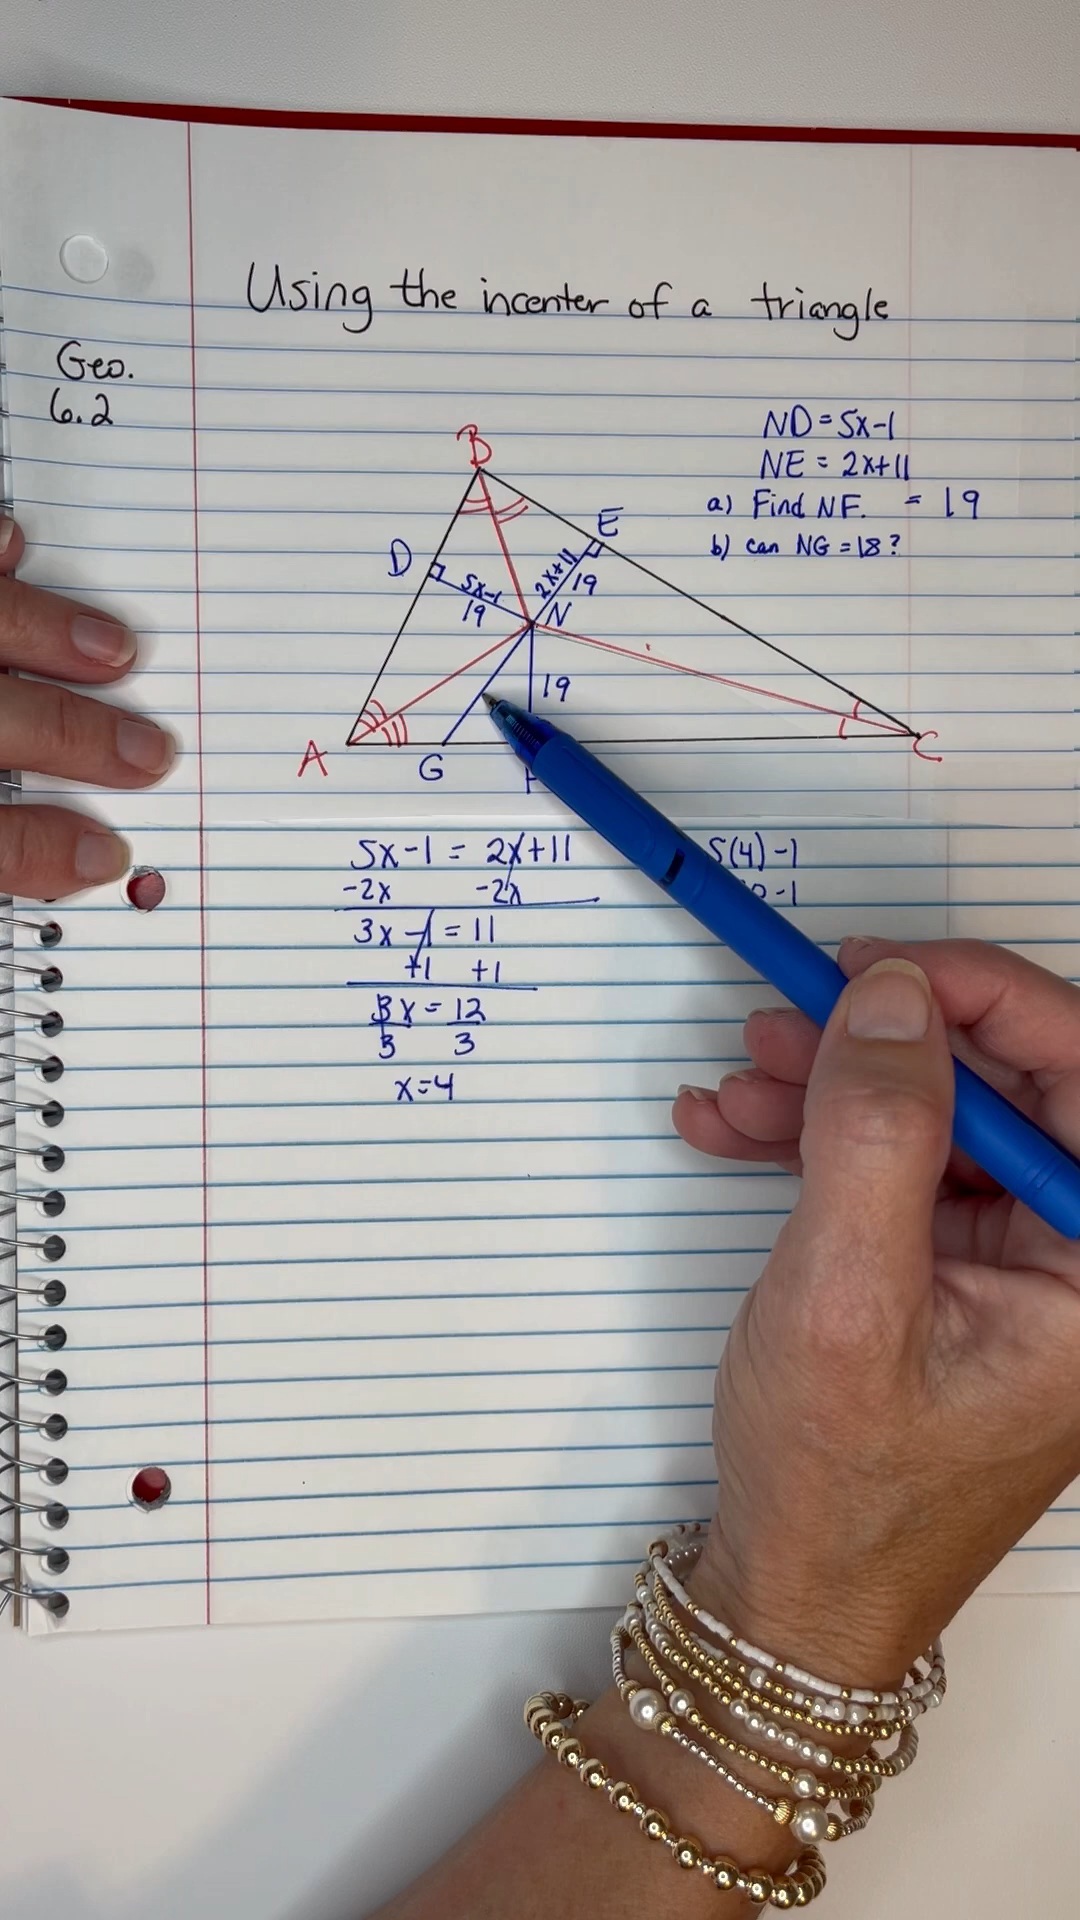 Using the incenter of a triangle
Geo.
6.2
ND = 5x-1
NE = 2x+11
a) Find NF. = 19
b) can NG = 18?
B
E
D
5x-1
19
2x+11
19
N
19
A
G
C
5x-1 = 2x+11
-2x -2x
3x -1 = 11
+1 +1
3x = 12
3 3
x=4
5(4)-1
-1